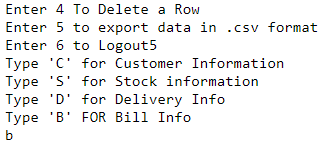 Enter 4 To Delete a Row
Enter 5 to export data in .csv format
Enter 6 to Logout5
Type 'C' for Customer Information
Type 'S' for Stock information
Type 'D' for Delivery Info
Type 'B' FOR Bill Info
b